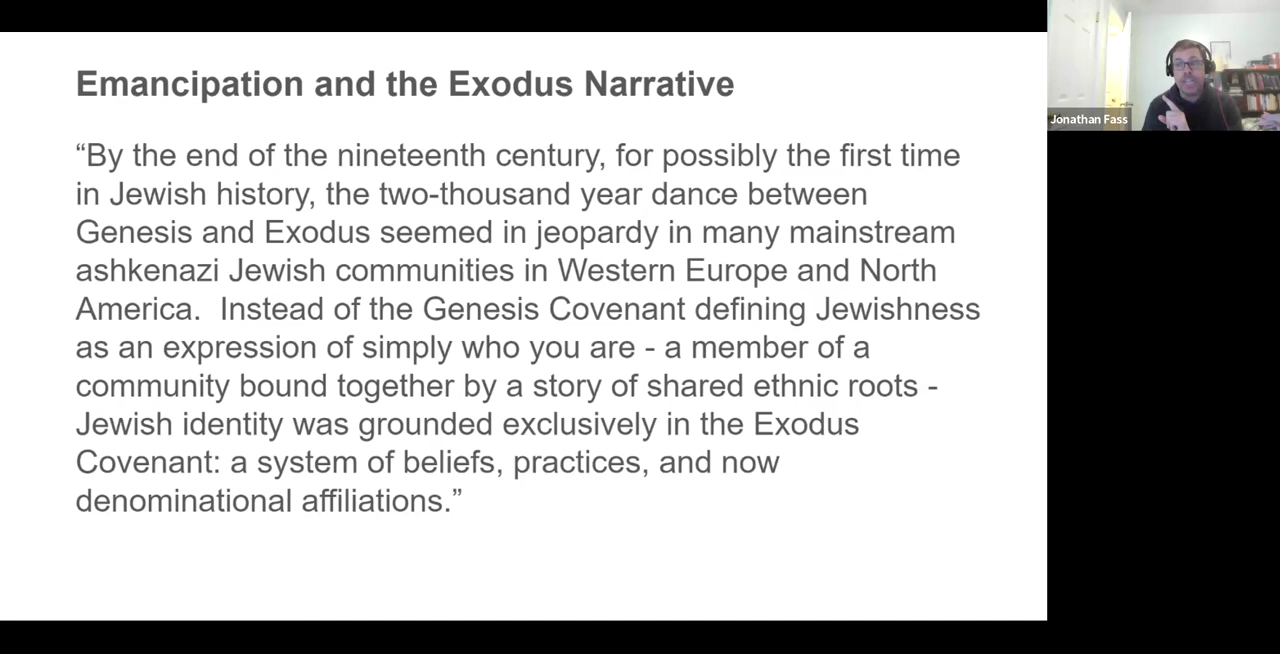 Emancipation and the Exodus Narrative
“By the end of the nineteenth century, for possibly the first time
in Jewish history, the two-thousand year dance between
Genesis and Exodus seemed in jeopardy in many mainstream
ashkenazi Jewish communities in Western Europe and North
America.  Instead of the Genesis Covenant defining Jewishness
as an expression of simply who you are - a member of a
community bound together by a story of shared ethnic roots -
Jewish identity was grounded exclusively in the Exodus
Covenant: a system of beliefs, practices, and now
denominational affiliations.”
Jonathan Fass